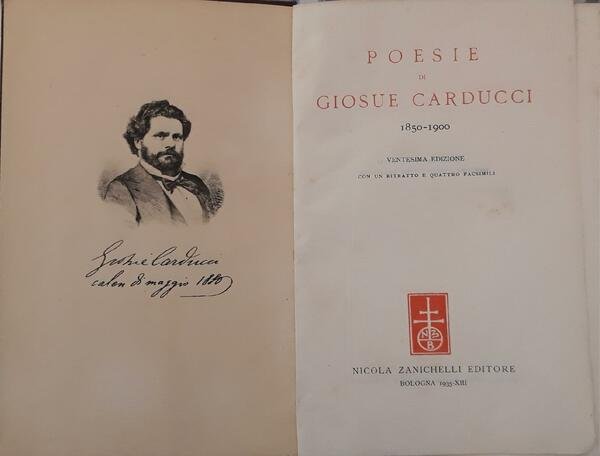 Giosuè Carducci
calen di maggio 1880
POESIE
DI
GIOSUE CARDUCCI
1850-1900
VENTESIMA EDIZIONE
CON UN RITRATTO E QUATTRO FACSIMILI
N Z
B
NICOLA ZANICHELLI EDITORE
BOLOGNA 1935-XIII